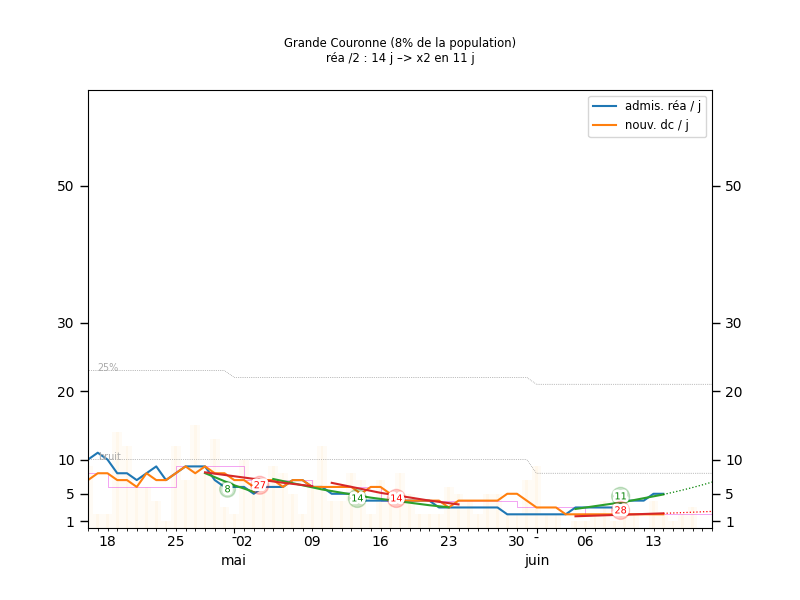 Grande Couronne (8% de la population)
réa /2 : 14 j –> x2 en 11 j
admis. réa / j
nouv. dc / j
50 50
30 30
25%
20 20
bruit
10 10
5 5
1 1
8 27 14 14 11 28
18 25 02 09 16 23 30 06 13
mai juin